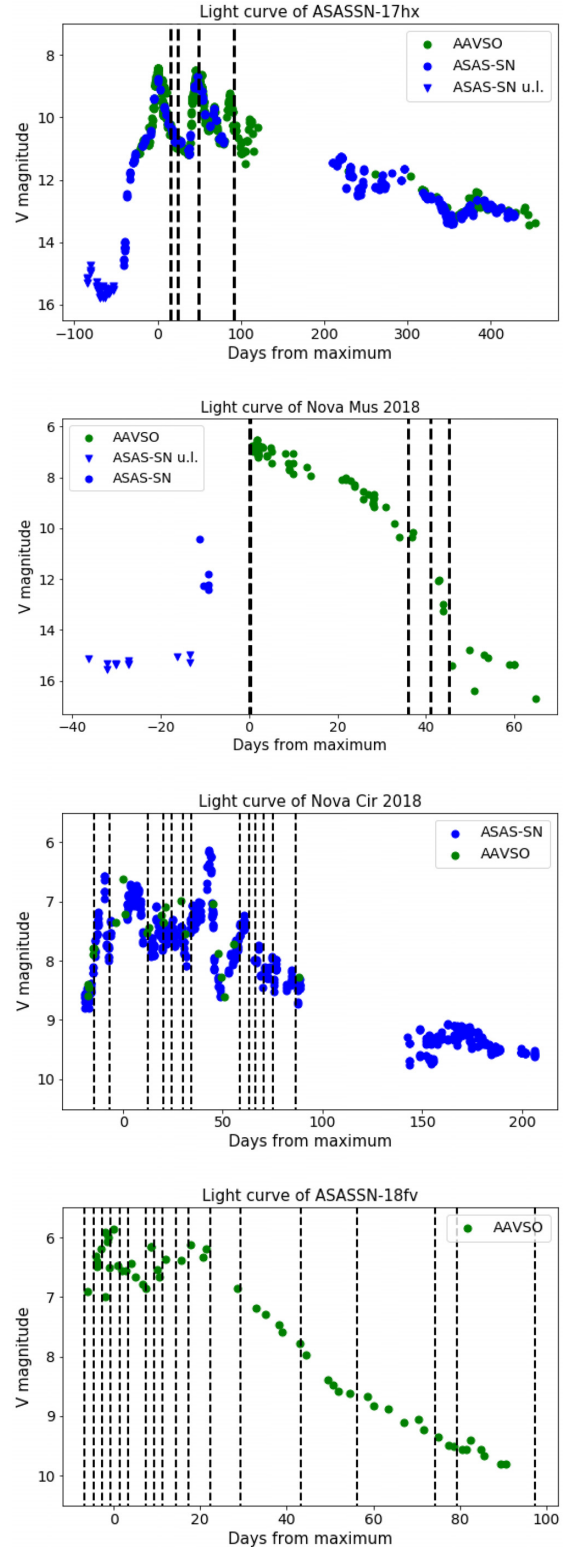 Light curve of ASASSN-17hx
8
10
12
14
16
V magnitude
AAVSO
ASAS-SN
ASAS-SN u.l.
−100 0 100 200 300 400
Days from maximum
Light curve of Nova Mus 2018
6
8
10
12
14
16
V magnitude
AAVSO
ASAS-SN u.l.
ASAS-SN
−40 −20 0 20 40 60
Days from maximum
Light curve of Nova Cir 2018
6
7
8
9
10
V magnitude
ASAS-SN
AAVSO
0 50 100 150 200
Days from maximum
Light curve of ASASSN-18fv
6
7
8
9
10
V magnitude
AAVSO
0 20 40 60 80 100
Days from maximum